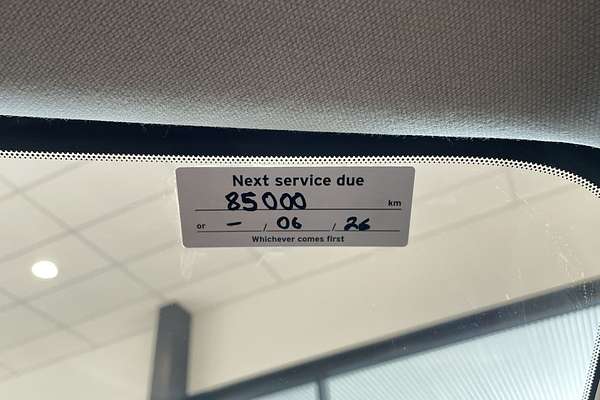 Next service due
85000 km
or - / 06 / 26
Whichever comes first